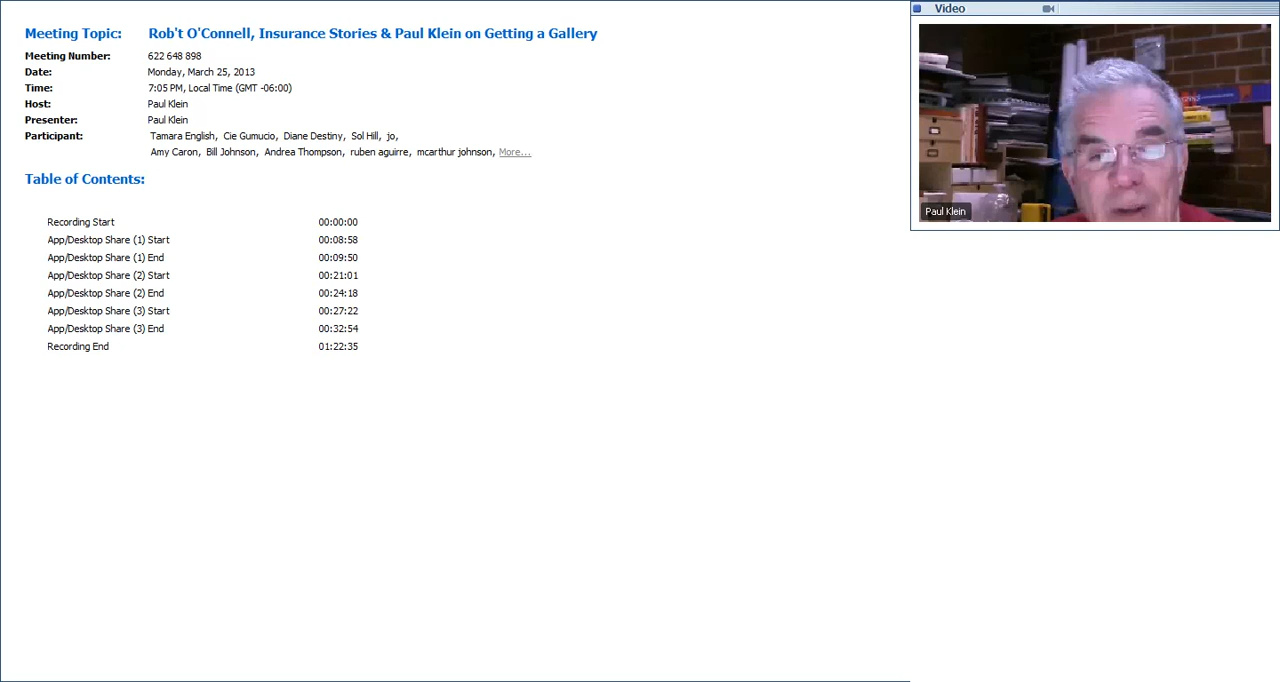 Meeting Topic: Rob't O'Connell, Insurance Stories & Paul Klein on Getting a Gallery
Meeting Number: 622 648 898
Date: Monday, March 25, 2013
Time: 7:05 PM, Local Time (GMT -06:00)
Host: Paul Klein
Presenter: Paul Klein
Participant: Tamara English, Cie Gumucio, Diane Destiny, Sol Hill, jo,
Amy Caron, Bill Johnson, Andrea Thompson, ruben aguirre, mcarthur johnson, More...
Table of Contents:
Recording Start 00:00:00
App/Desktop Share (1) Start 00:08:58
App/Desktop Share (1) End 00:09:50
App/Desktop Share (2) Start 00:21:01
App/Desktop Share (2) End 00:24:18
App/Desktop Share (3) Start 00:27:22
App/Desktop Share (3) End 00:32:54
Recording End 01:22:35
Video
Paul Klein